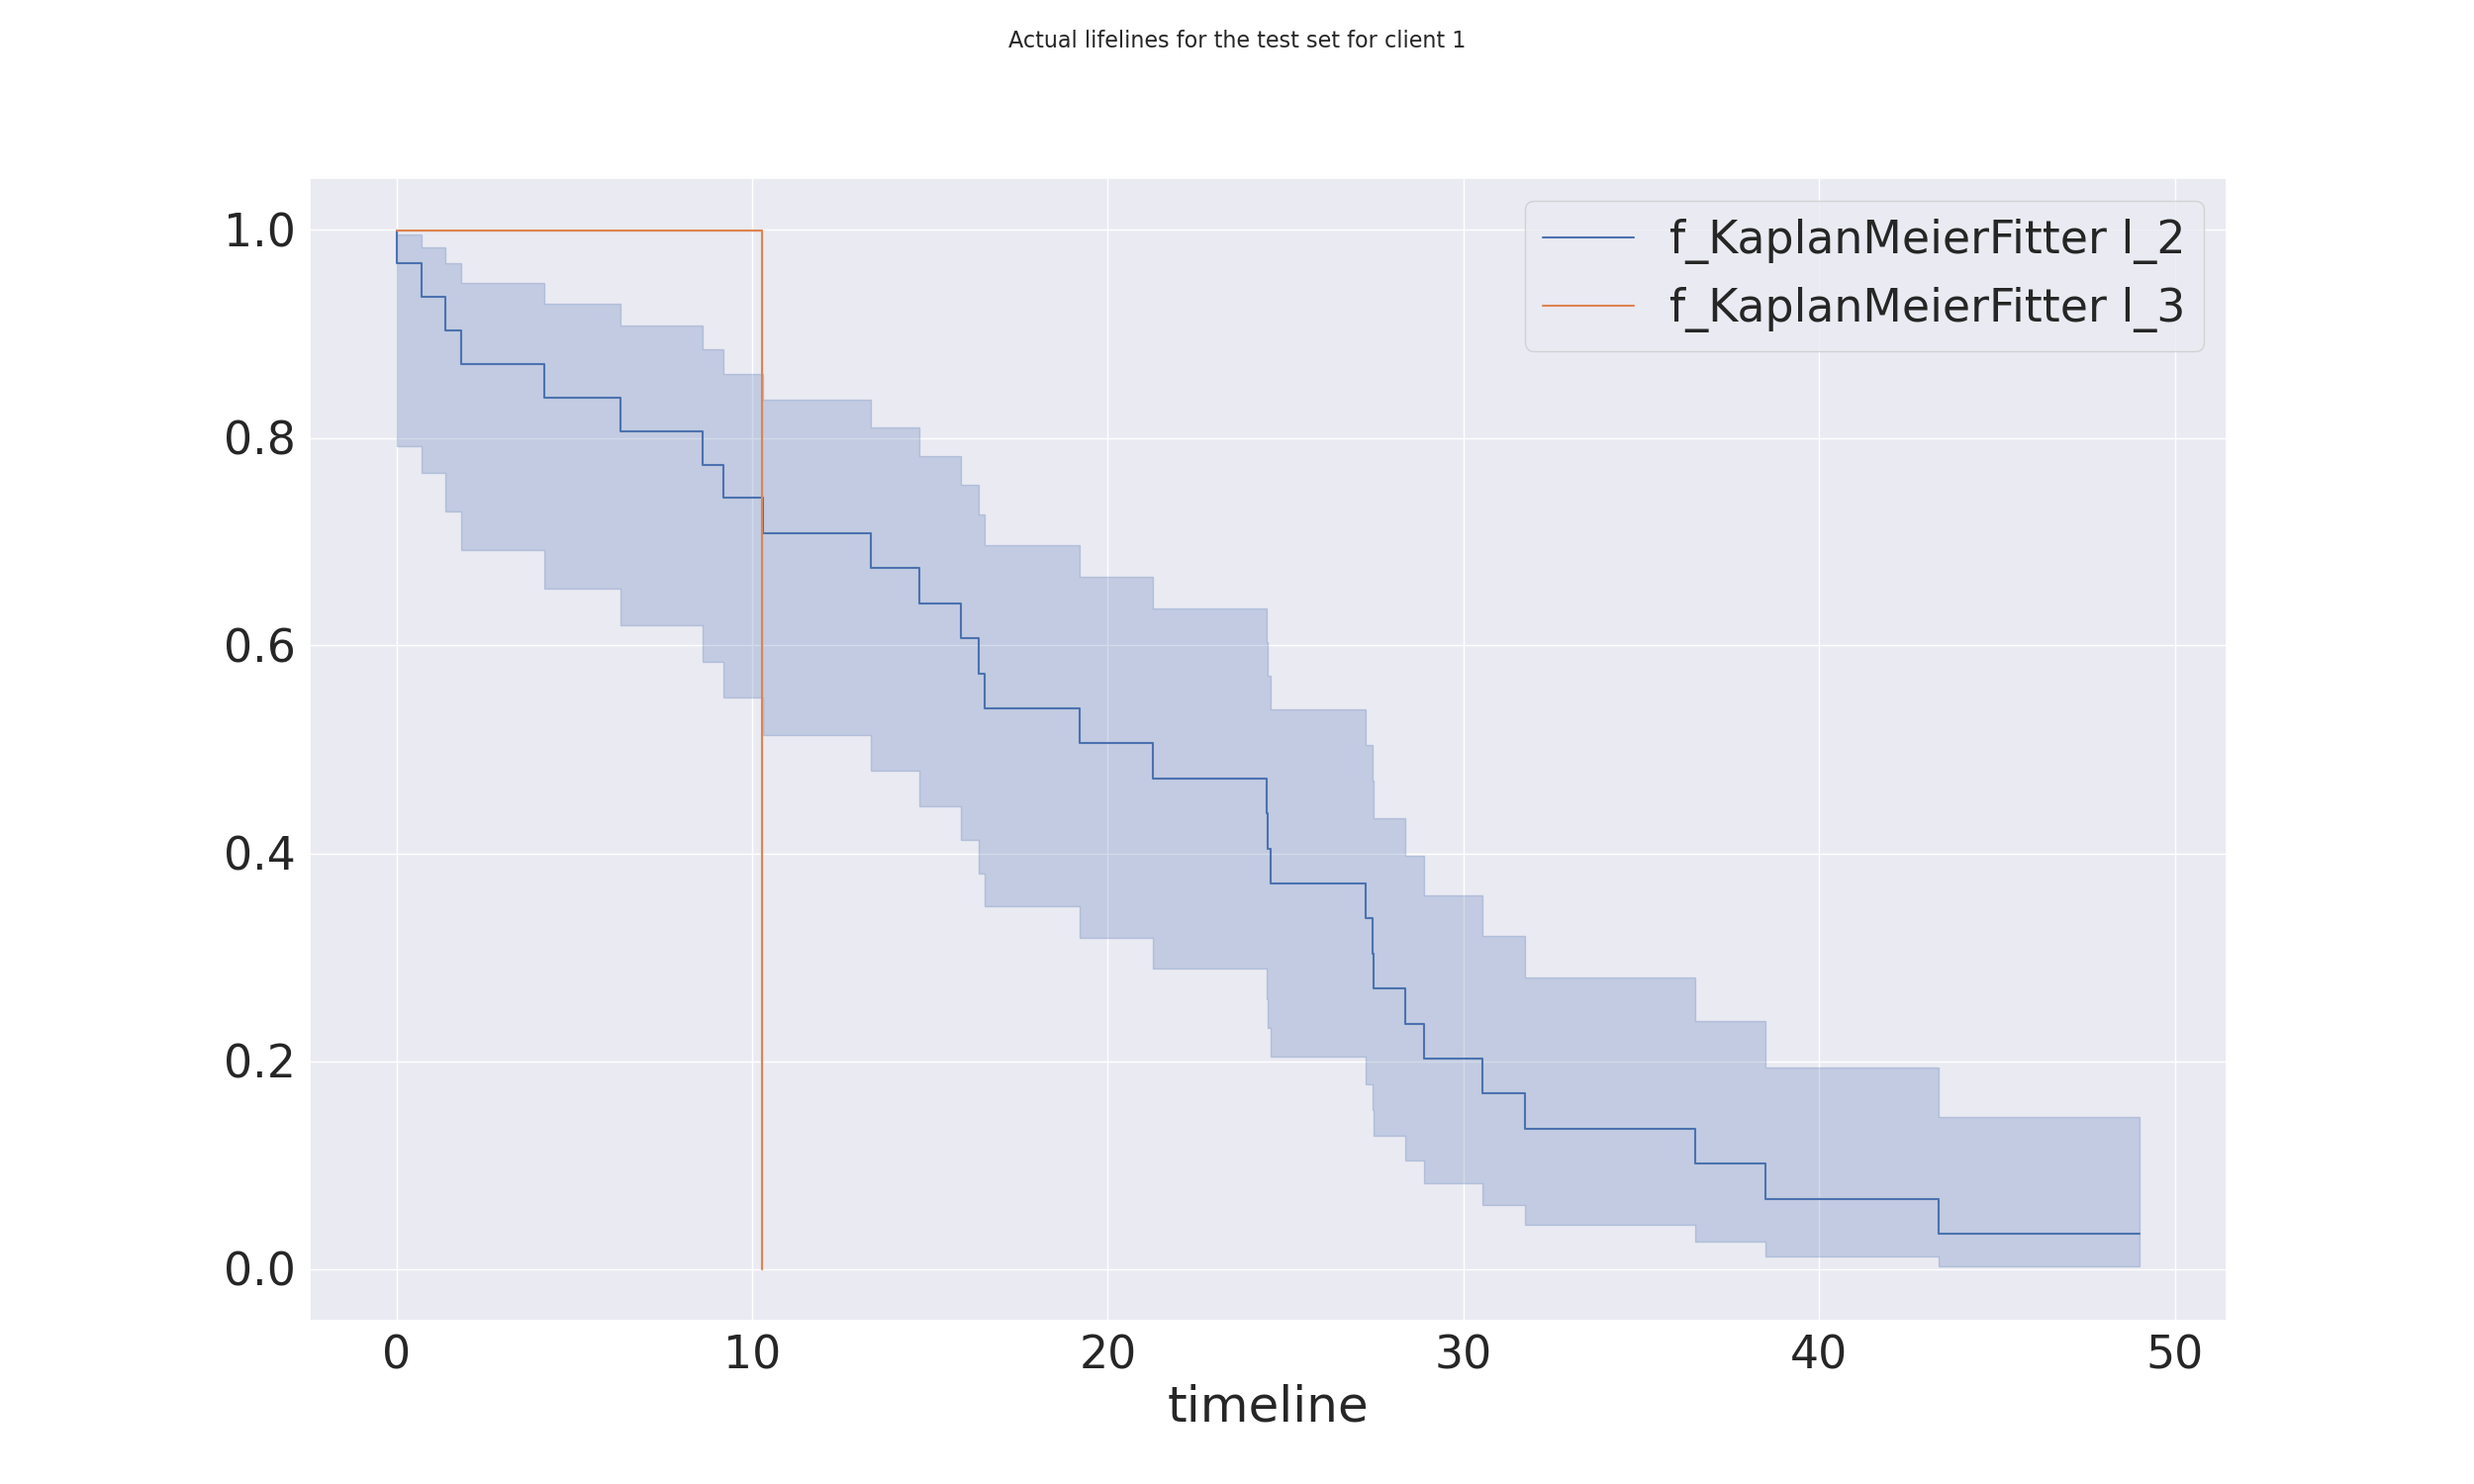 Actual lifelines for the test set for client 1
f_KaplanMeierFitter l_2
f_KaplanMeierFitter l_3
1.0
0.8
0.6
0.4
0.2
0.0
0 10 20 30 40 50
timeline